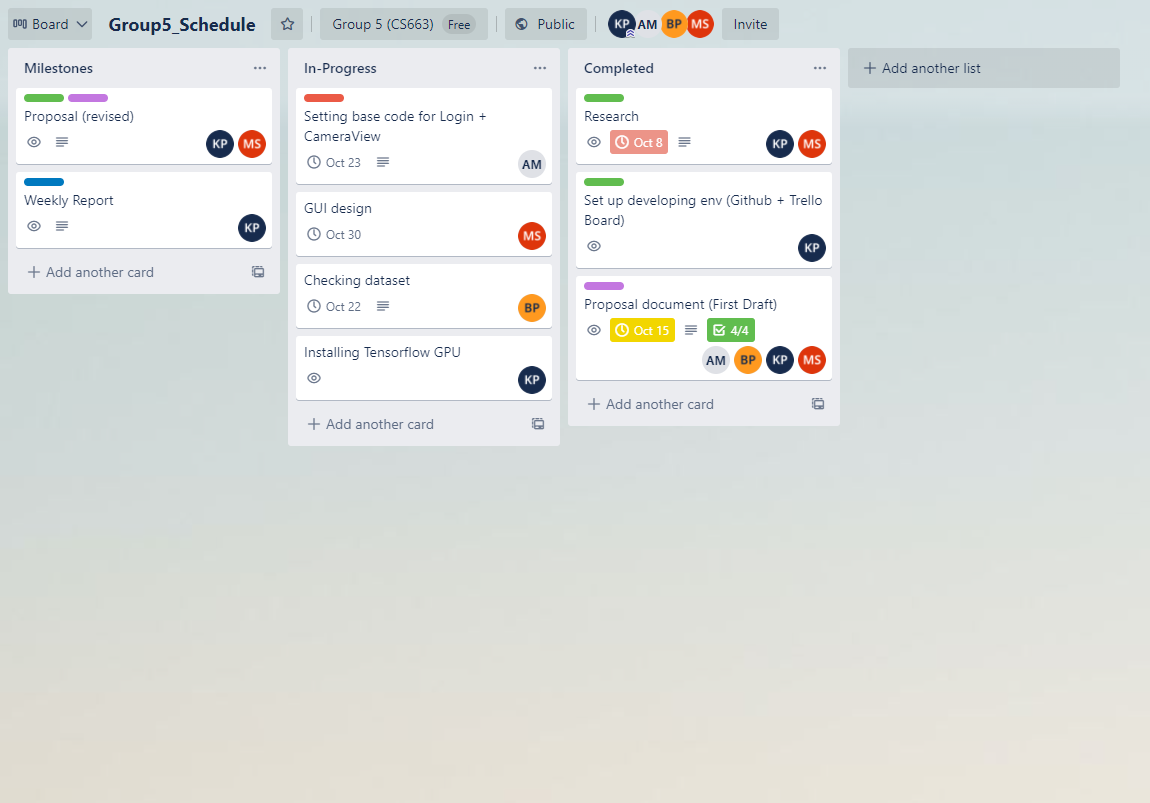 Board
Group5_Schedule
Group 5 (CS663) Free
Public
KP AM BP MS
Invite
Milestones
Proposal (revised)
KP MS
Weekly Report
KP
Add another card
In-Progress
Setting base code for Login +
CameraView
Oct 23
AM
GUI design
Oct 30
MS
Checking dataset
Oct 22
BP
Installing Tensorflow GPU
KP
Add another card
Completed
Research
Oct 8
KP MS
Set up developing env (Github + Trello
Board)
KP
Proposal document (First Draft)
Oct 15 4/4
AM BP KP MS
Add another card
Add another list